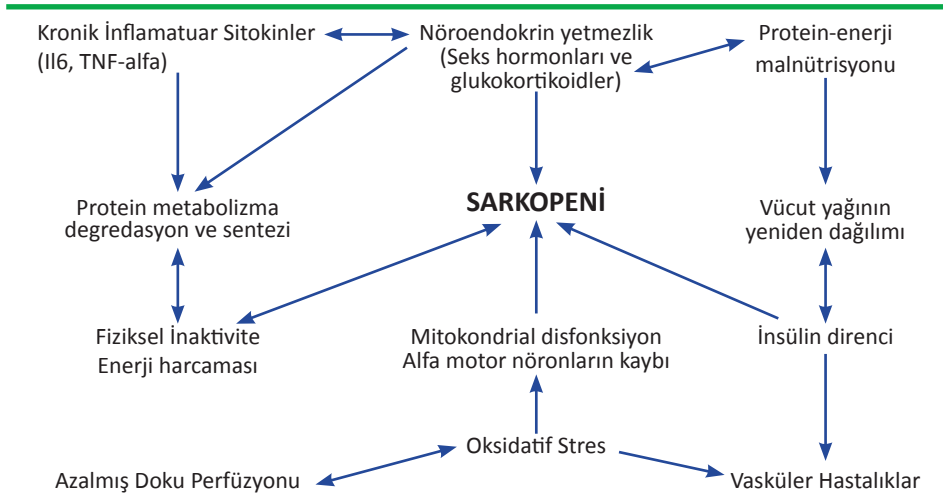 Kronik İnflamatuar Sitokinler
(Il6, TNF-alfa)
Nöroendokrin yetmezlik
(Seks hormonları ve
glukokortikoidler)
Protein-enerji
malnütrisyonu
Protein metabolizma
degredasyon ve sentezi
SARKOPENİ
Vücut yağının
yeniden dağılımı
Fiziksel İnaktivite
Enerji harcaması
Mitokondrial disfonksiyon
Alfa motor nöronların kaybı
İnsülin direnci
Oksidatif Stres
Azalmış Doku Perfüzyonu
Vasküler Hastalıklar